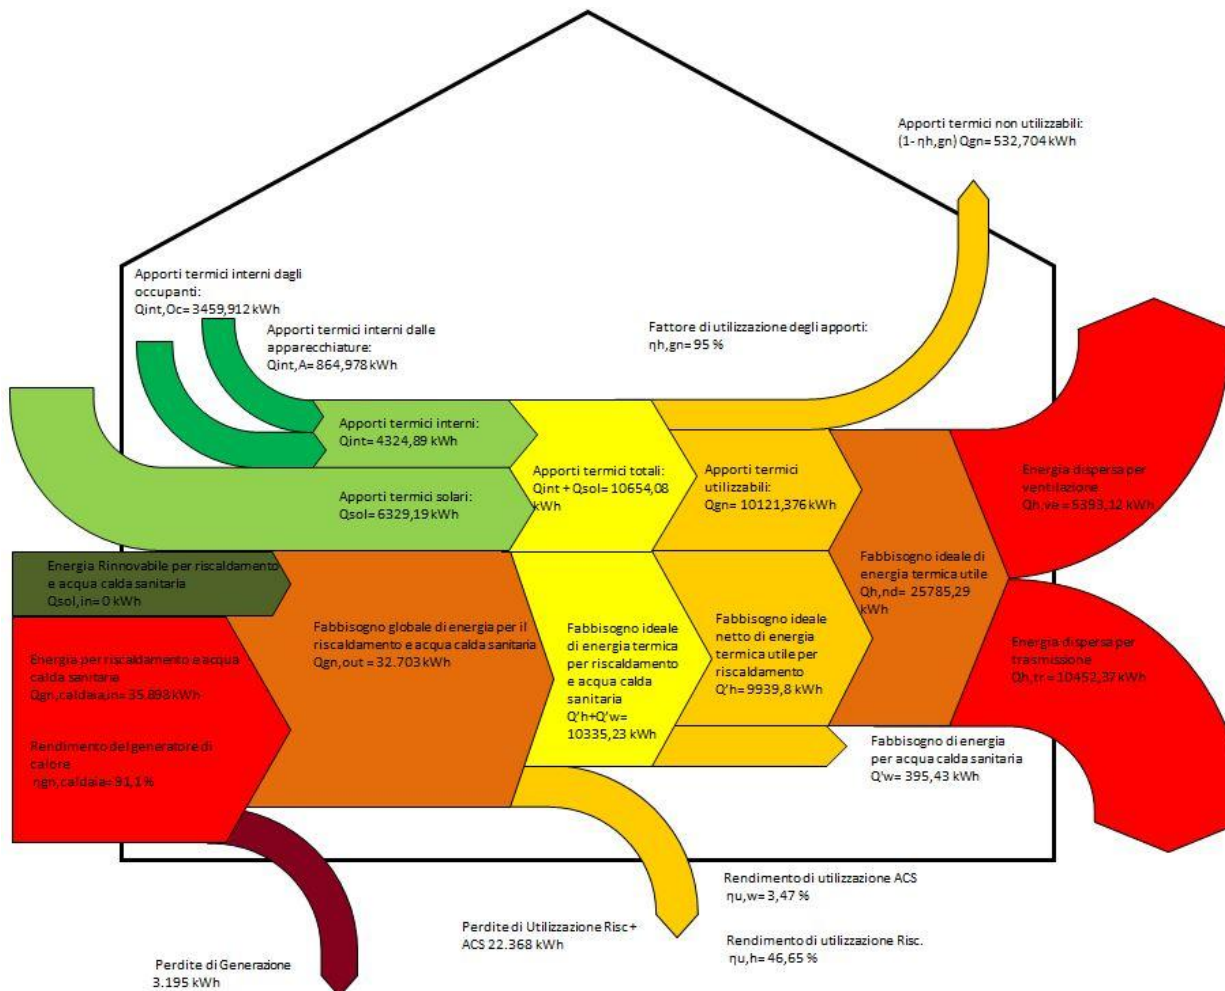 Apporti termici non utilizzabili:
(1- ηh,gn) Qgn= 532,704 kWh
Apporti termici interni dagli
occupanti:
Qint,Oc= 3459,912 kWh
Apporti termici interni dalle
apparecchiature:
Qint,A= 864,978 kWh
Fattore di utilizzazione degli apporti:
ηh,gn= 95 %
Apporti termici interni:
Qint= 4324,89 kWh
Apporti termici solari:
Qsol= 6329,19 kWh
Apporti termici totali:
Qint + Qsol= 10654,08
kWh
Apporti termici
utilizzabili:
Qgn= 10121,376 kWh
Energia dispersa per
ventilazione
Qh,ve = 5393,12 kWh
Energia Rinnovabile per riscaldamento
e acqua calda sanitaria
Qsol,in= 0 kWh
Fabbisogno ideale di
energia termica utile
Qh,nd= 25785,29
kWh
Fabbisogno globale di energia per il
riscaldamento e acqua calda sanitaria
Qgn,out = 32.703 kWh
Fabbisogno ideale
di energia termica
per riscaldamento
e acqua calda
sanitaria
Q'h+Q'w=
10335,23 kWh
Fabbisogno ideale
netto di energia
termica utile per
riscaldamento
Q'h= 9939,8 kWh
Energia dispersa per
trasmissione
Qh,tr= 10452,37 kWh
Energia per riscaldamento e acqua
calda sanitaria
Qgn,caldaia,in= 35.898 kWh
Rendimento del generatore di
calore
ηgn,caldaia= 91,1 %
Fabbisogno di energia
per acqua calda sanitaria
Q'w= 395,43 kWh
Rendimento di utilizzazione ACS
ηu,w= 3,47 %
Perdite di Utilizzazione Risc +
ACS 22.368 kWh
Rendimento di utilizzazione Risc.
ηu,h= 46,65 %
Perdite di Generazione
3.195 kWh